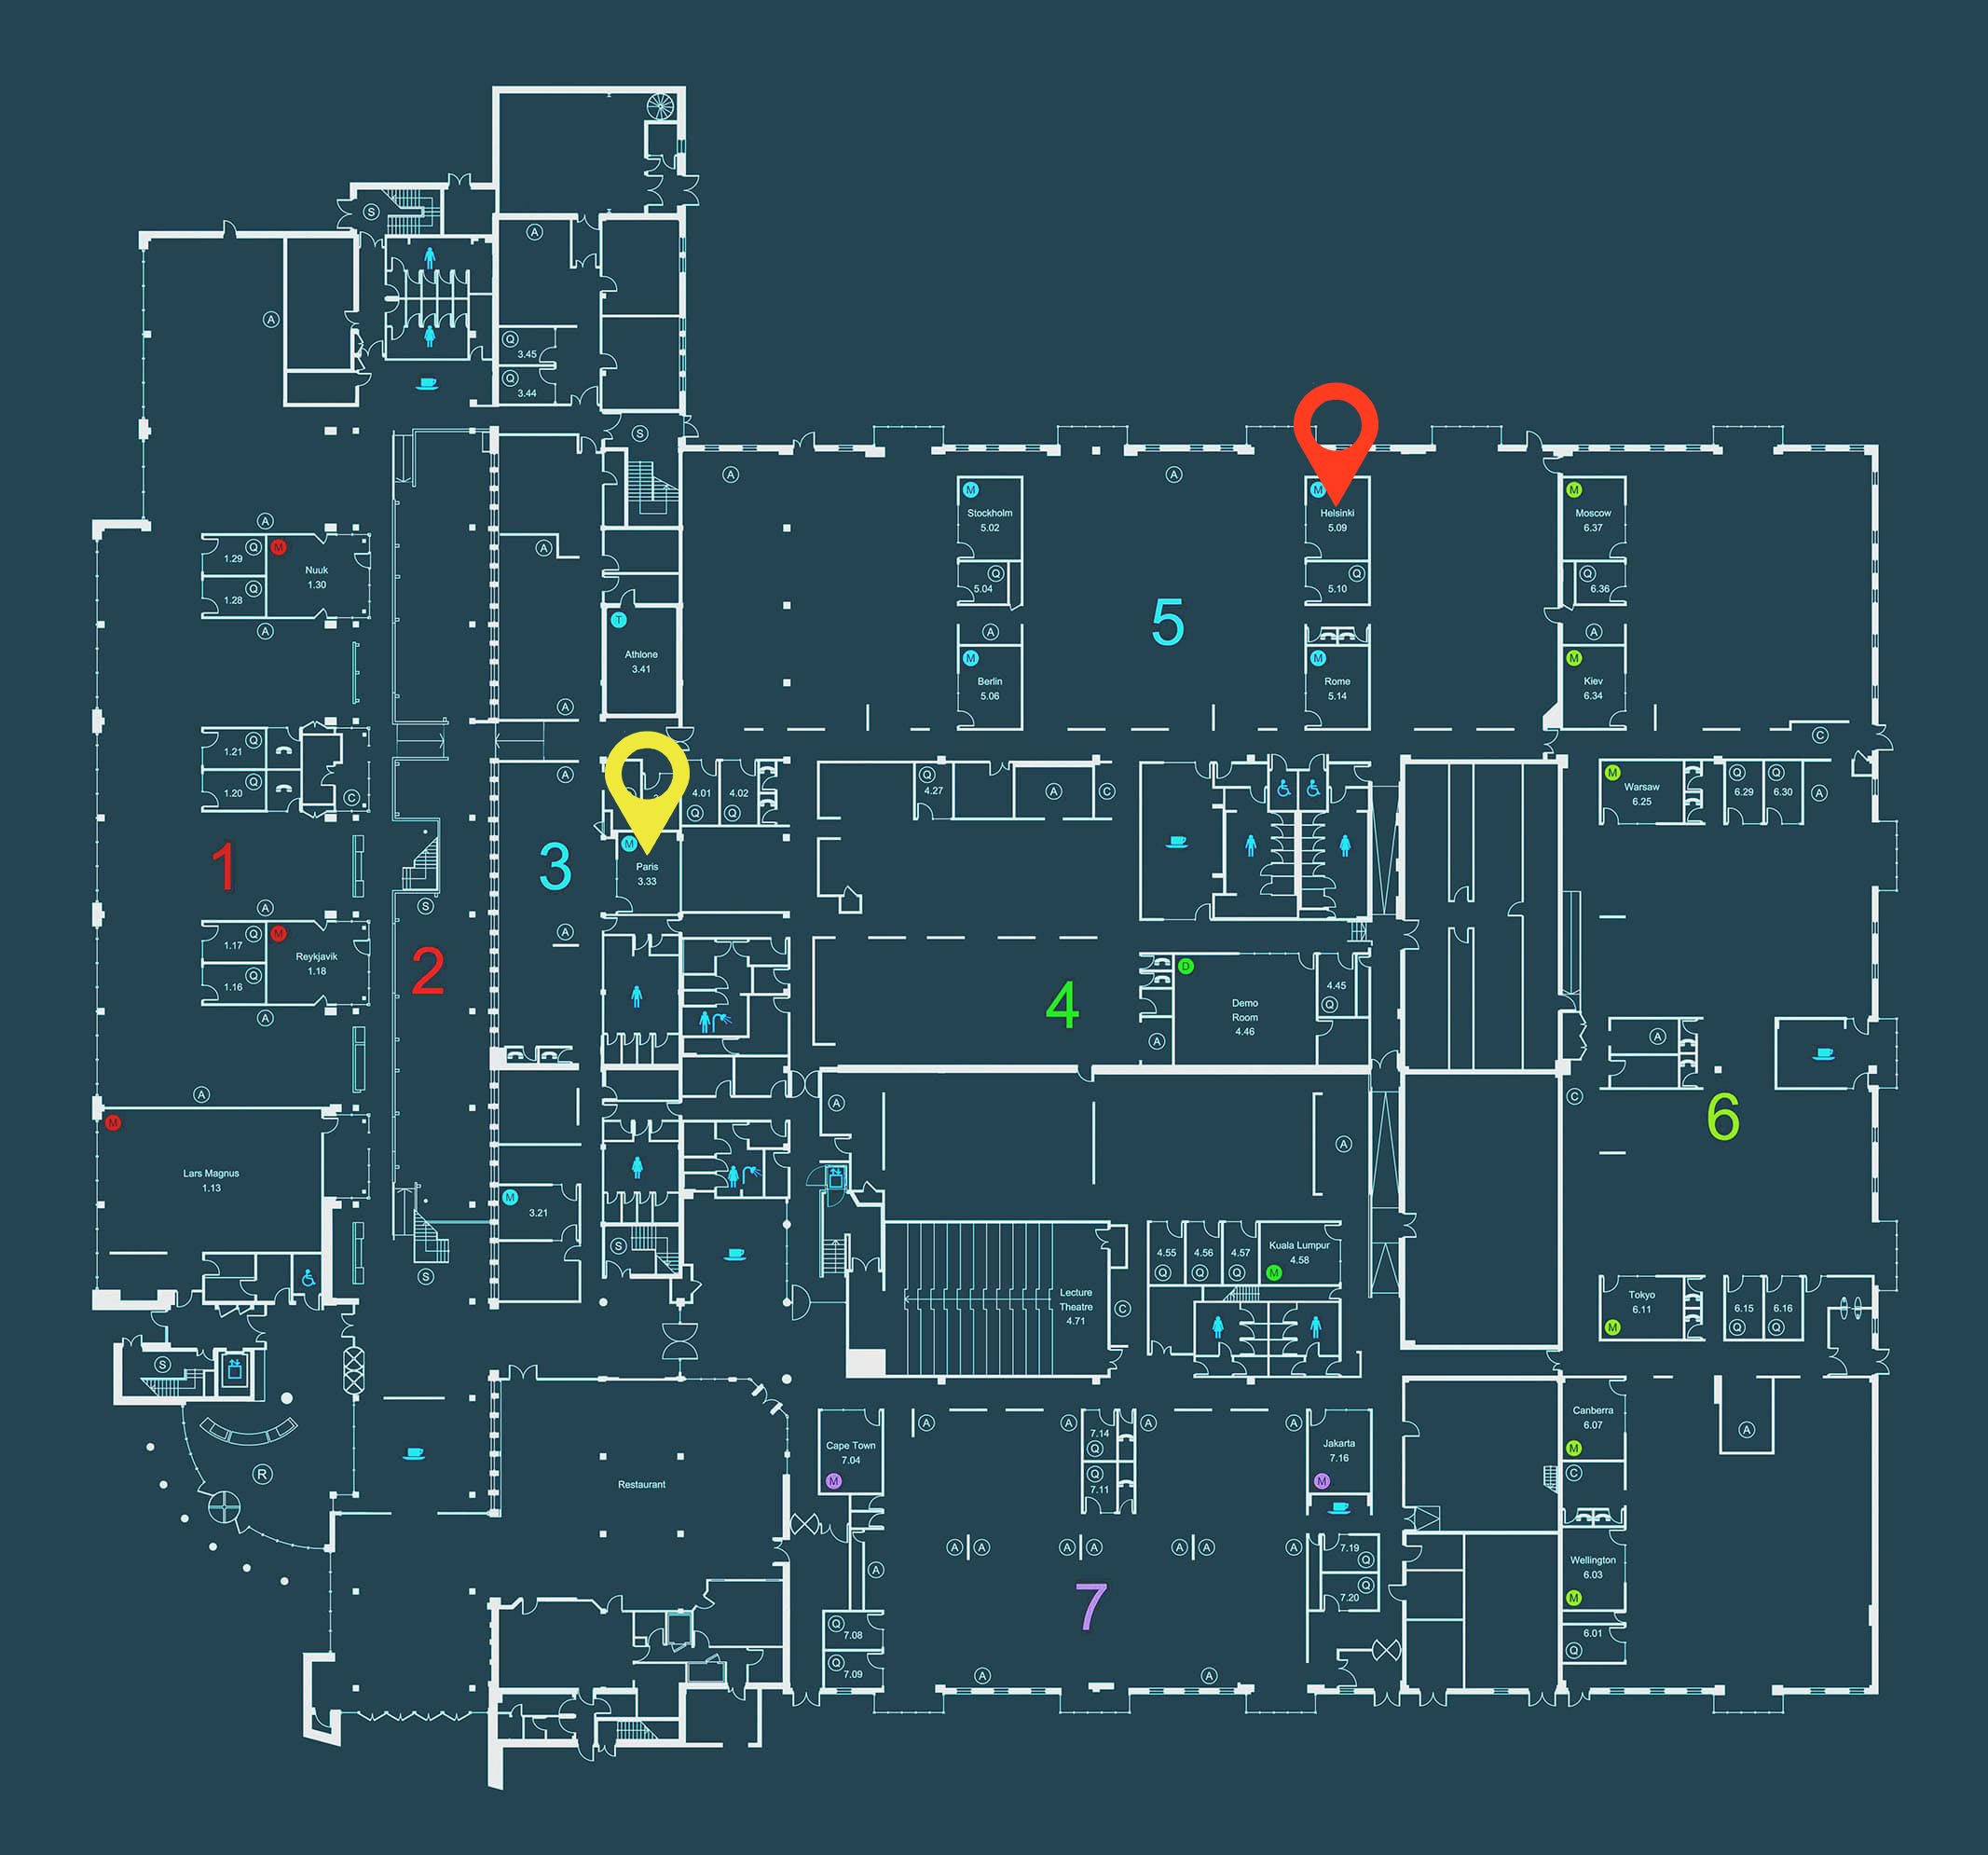 S
A
A
Q
3.45
Q
3.44
S
A
A
M
Stockholm
5.02
M
Helsinki
5.09
M
Moscow
6.37
A
1.29
Q
M
Nuuk
1.30
1.28
Q
A
A
Q
5.04
Q
5.10
Q
6.36
T
Athlone
3.41
5
A
M
Berlin
5.06
M
Rome
5.14
A
M
Kiev
6.34
A
C
1.21
Q
1.20
Q
C
A
4.01
Q
4.02
Q
Q
4.27
A
C
M
Warsaw
6.25
Q
6.29
Q
6.30
A
1
3
M
Paris
3.33
A
S
A
1.17
Q
M
Reykjavik
1.18
1.16
Q
A
2
4
D
Demo
Room
4.46
4.45
Q
A
A
A
M
Lars Magnus
1.13
A
A
C
6
M
3.21
S
S
4.55
Q
4.56
Q
4.57
Q
Kuala Lumpur
4.58
M
Lecture
Theatre
4.71
C
Tokyo
6.11
M
6.15
Q
6.16
Q
S
R
Restaurant
Cape Town
7.04
M
A
A
7.14
Q
Q
7.11
A
A
Jakarta
7.16
M
Canberra
6.07
M
C
A
A
A
A
A
A
A
A
A
7.19
Q
Q
7.20
Wellington
6.03
M
7
Q
7.08
Q
7.09
A
A
6.01
Q